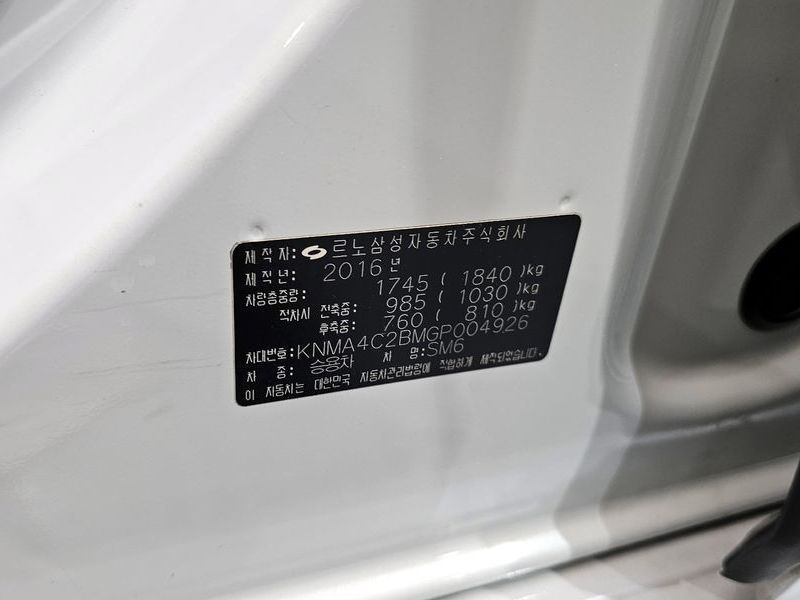 제작자: 르노삼성자동차주식회사
제작년: 2016년
차량총중량: 1745 ( 1840 )kg
적차시 전축중: 985 ( 1030 )kg
후축중: 760 ( 810 )kg
차대번호: KNMA4C2BMGP004926
차 종: 승용차 차 명: SM6
이 자동차는 대한민국 자동차관리법령에 적합하게 제작되었습니다.